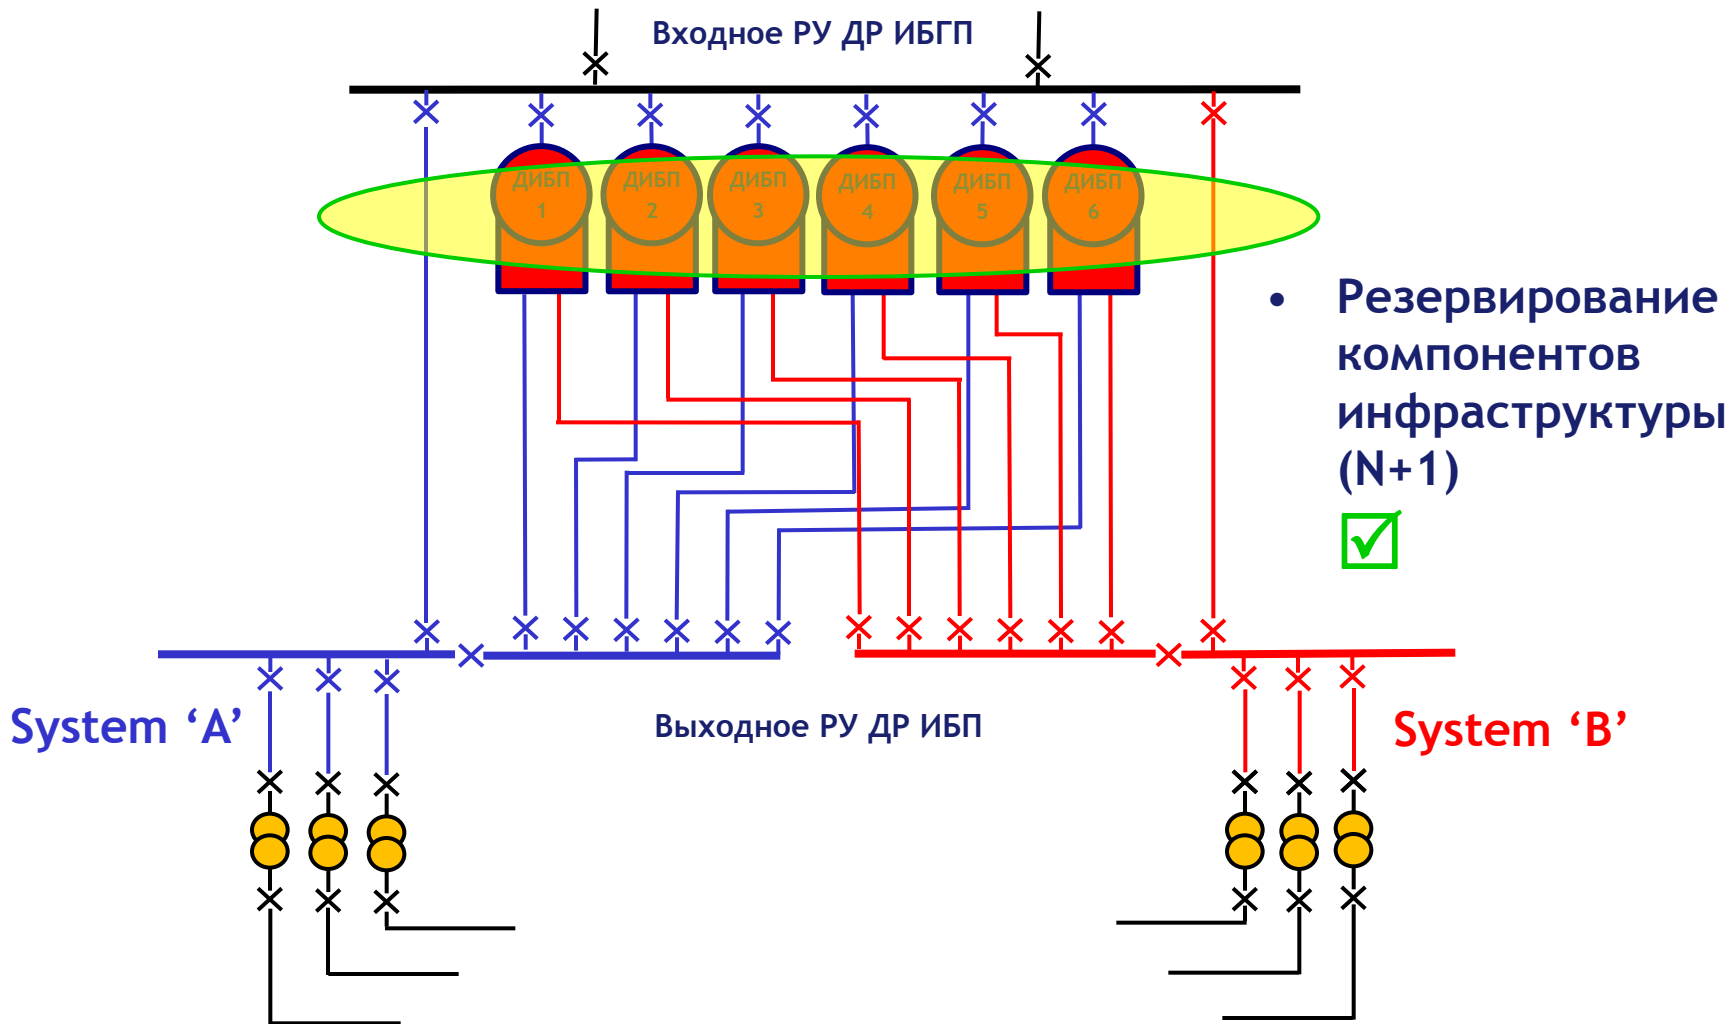 Входное РУ ДР ИБГП
ДИБП
1
ДИБП
2
ДИБП
3
ДИБП
4
ДИБП
5
ДИБП
6
• Резервирование
компонентов
инфраструктуры
(N+1)
System ‘A’
Выходное РУ ДР ИБП
System ‘B’